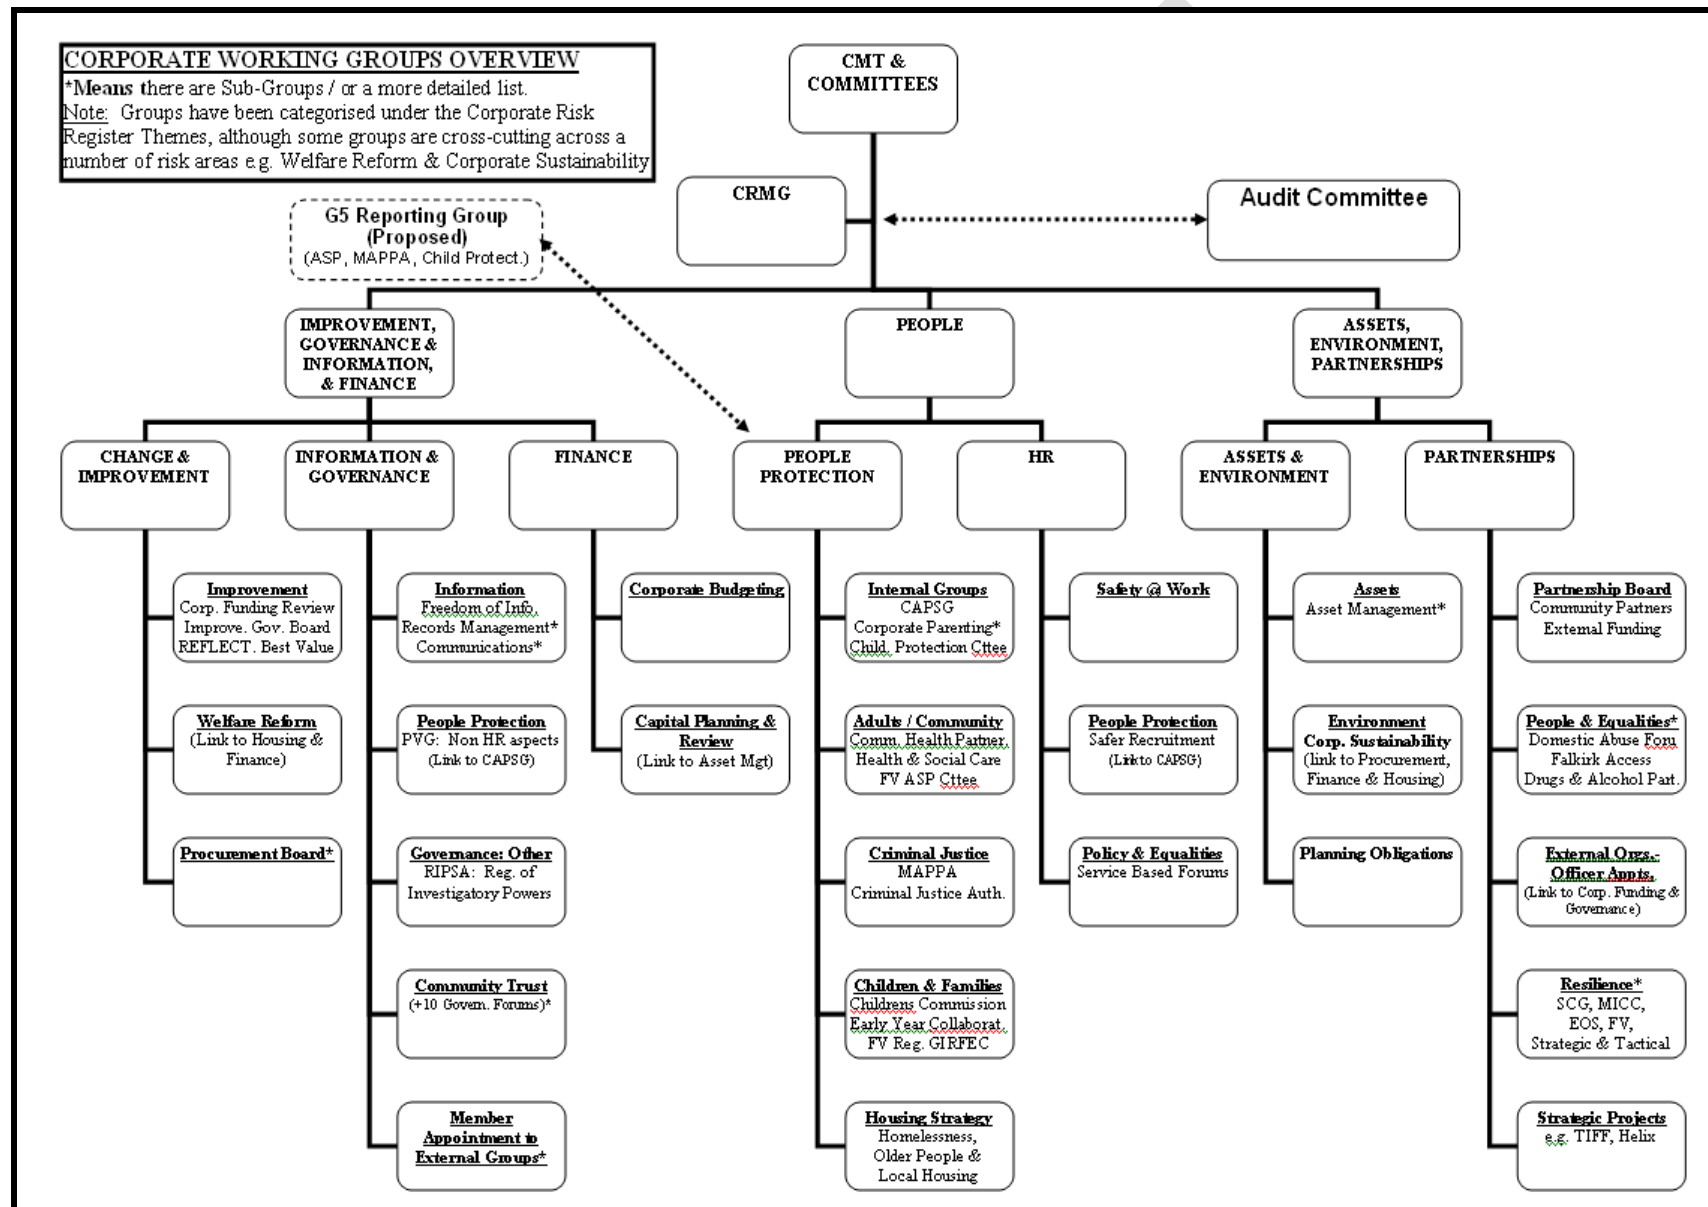 CORPORATE WORKING GROUPS OVERVIEW
*Means there are Sub-Groups / or a more detailed list.
Note: Groups have been categorised under the Corporate Risk
Register Themes, although some groups are cross-cutting across a
number of risk areas e.g. Welfare Reform & Corporate Sustainability
CMT &
COMMITTEES
CRMG
Audit Committee
G5 Reporting Group
(Proposed)
(ASP, MAPPA, Child Protect.)
IMPROVEMENT,
GOVERNANCE &
INFORMATION,
& FINANCE
PEOPLE
ASSETS,
ENVIRONMENT,
PARTNERSHIPS
CHANGE &
IMPROVEMENT
INFORMATION &
GOVERNANCE
FINANCE
PEOPLE
PROTECTION
HR
ASSETS &
ENVIRONMENT
PARTNERSHIPS
Improvement
Corp. Funding Review
Improve. Gov. Board
REFLECT. Best Value
Welfare Reform
(Link to Housing &
Finance)
Procurement Board*
Information
Freedom of Info.
Records Management*
Communications*
People Protection
PVG: Non HR aspects
(Link to CAPSG)
Governance: Other
RIPSA: Reg. of
Investigatory Powers
Community Trust
(+10 Govern. Forums)*
Member
Appointment to
External Groups*
Corporate Budgeting
Capital Planning &
Review
(Link to Asset Mgt)
Internal Groups
CAPSG
Corporate Parenting*
Child. Protection Cttee
Adults / Community
Comm. Health Partner.
Health & Social Care
FV ASP Cttee
Criminal Justice
MAPPA
Criminal Justice Auth.
Children & Families
Childrens Commission
Early Year Collaborat.
FV Reg. GIRFEC
Housing Strategy
Homelessness,
Older People &
Local Housing
Safety @ Work
People Protection
Safer Recruitment
(Link to CAPSG)
Policy & Equalities
Service Based Forums
Assets
Asset Management*
Environment
Corp. Sustainability
(link to Procurement,
Finance & Housing)
Planning Obligations
Partnership Board
Community Partners
External Funding
People & Equalities*
Domestic Abuse Foru
Falkirk Access
Drugs & Alcohol Part.
External Orgs.-
Officer Appts.
(Link to Corp. Funding &
Governance)
Resilience*
SCG, MICC,
EOS, FV,
Strategic & Tactical
Strategic Projects
e.g. TIFF, Helix